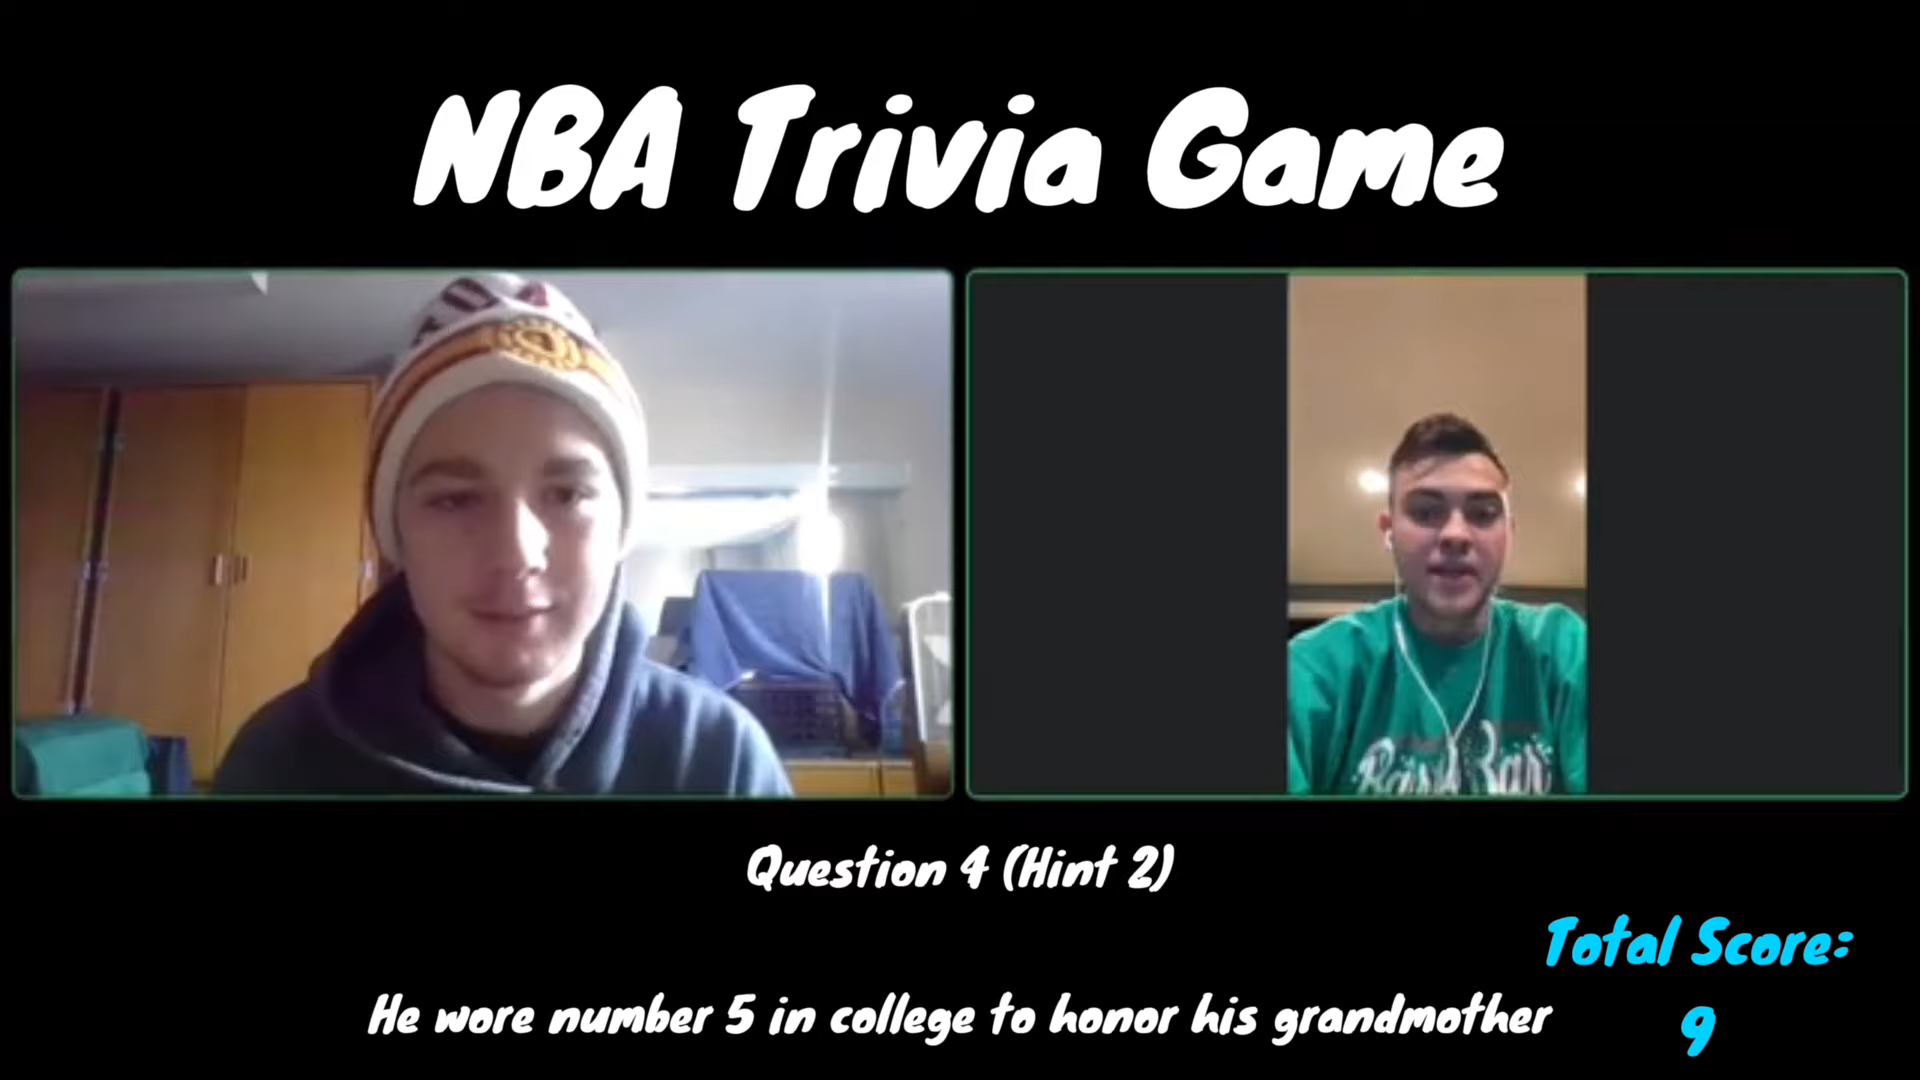 NBA Trivia Game
Question 4 (Hint 2)
Total Score:
He wore number 5 in college to honor his grandmother
9